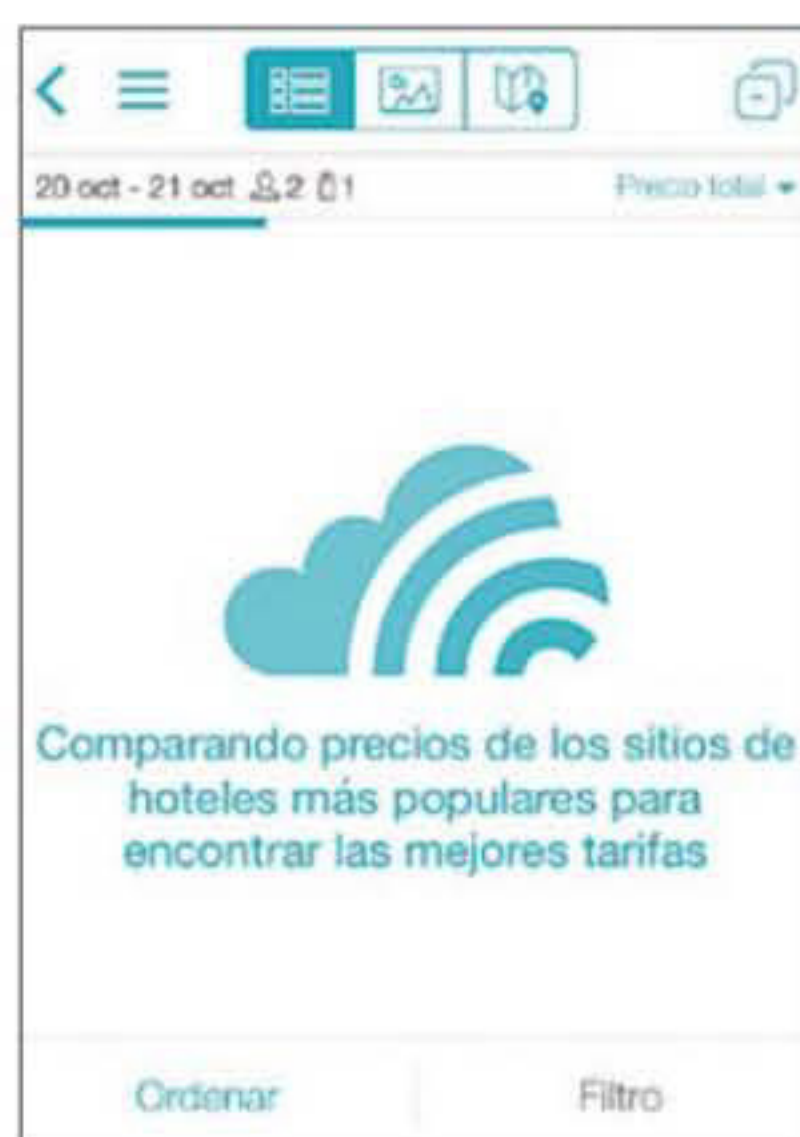 20 oct - 21 oct 2 1
Precio total
Comparando precios de los sitios de
hoteles más populares para
encontrar las mejores tarifas
Ordenar
Filtro